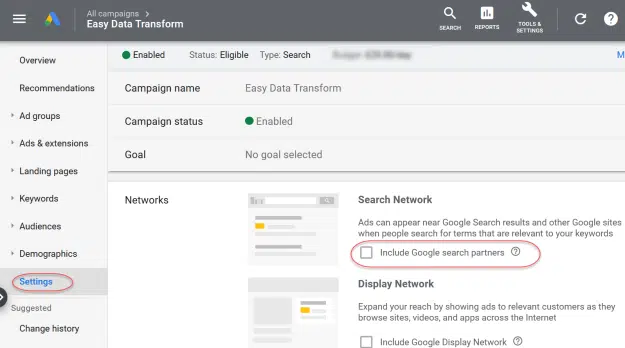 All campaigns
Easy Data Transform
SEARCH
REPORTS
TOOLS &
SETTINGS
Overview
Recommendations
Ad groups
Ads & extensions
Landing pages
Keywords
Audiences
Demographics
Settings
Suggested
Change history
Enabled Status: Eligible Type: Search
M
Campaign name Easy Data Transform
Campaign status Enabled
Goal No goal selected
Networks
Search Network
Ads can appear near Google Search results and other Google sites
when people search for terms that are relevant to your keywords
Include Google search partners
Display Network
Expand your reach by showing ads to relevant customers as they
browse sites, videos, and apps across the Internet
Include Google Display Network